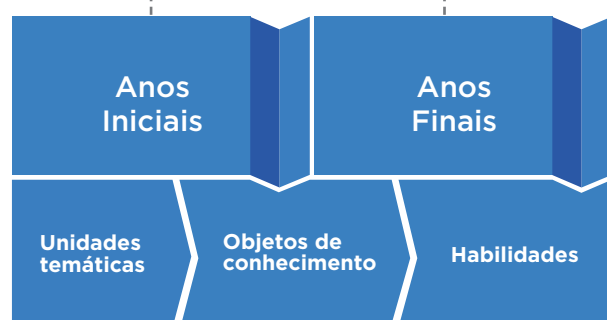 Anos
Iniciais
Anos
Finais
Unidades
temáticas
Objetos de
conhecimento
Habilidades